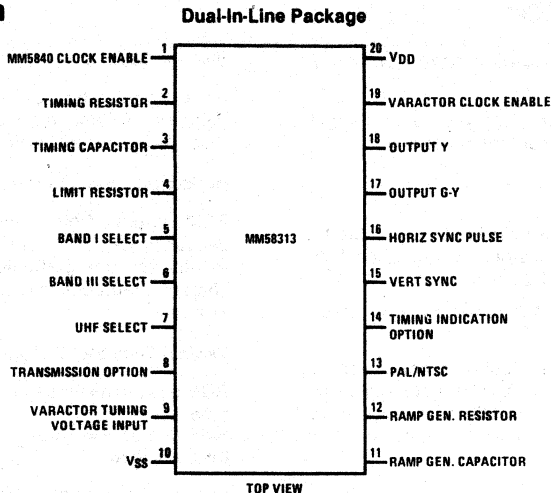 Dual-In-Line Package
MM5840 CLOCK ENABLE 1
TIMING RESISTOR 2
TIMING CAPACITOR 3
LIMIT RESISTOR 4
BAND I SELECT 5
BAND III SELECT 6
UHF SELECT 7
TRANSMISSION OPTION 8
VARACTOR TUNING
VOLTAGE INPUT 9
VSS 10
MM58313
20 VDD
19 VARACTOR CLOCK ENABLE
18 OUTPUT Y
17 OUTPUT G-Y
16 HORIZ SYNC PULSE
15 VERT SYNC
14 TIMING INDICATION
OPTION
13 PAL/NTSC
12 RAMP GEN. RESISTOR
11 RAMP GEN. CAPACITOR
TOP VIEW